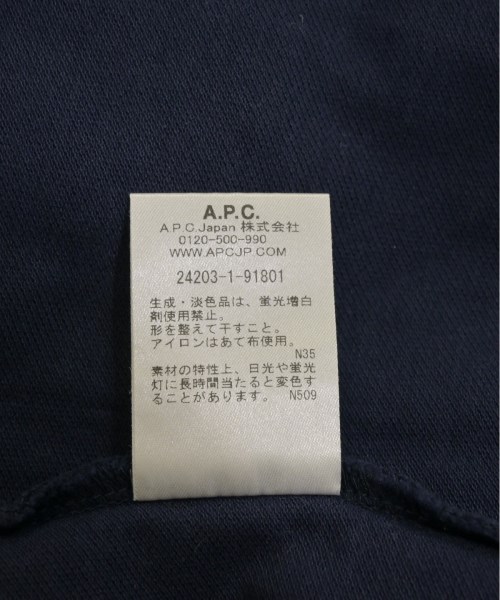 A.P.C.
A.P.C.Japan 株式会社
0120-500-990
WWW.APCJP.COM
24203-1-91801
生成・淡色品は、蛍光増白
剤使用禁止。
形を整えて干すこと。
アイロンはあて布使用。
N35
素材の特性上、日光や蛍光
灯に長時間当たると変色す
ることがあります。 N509